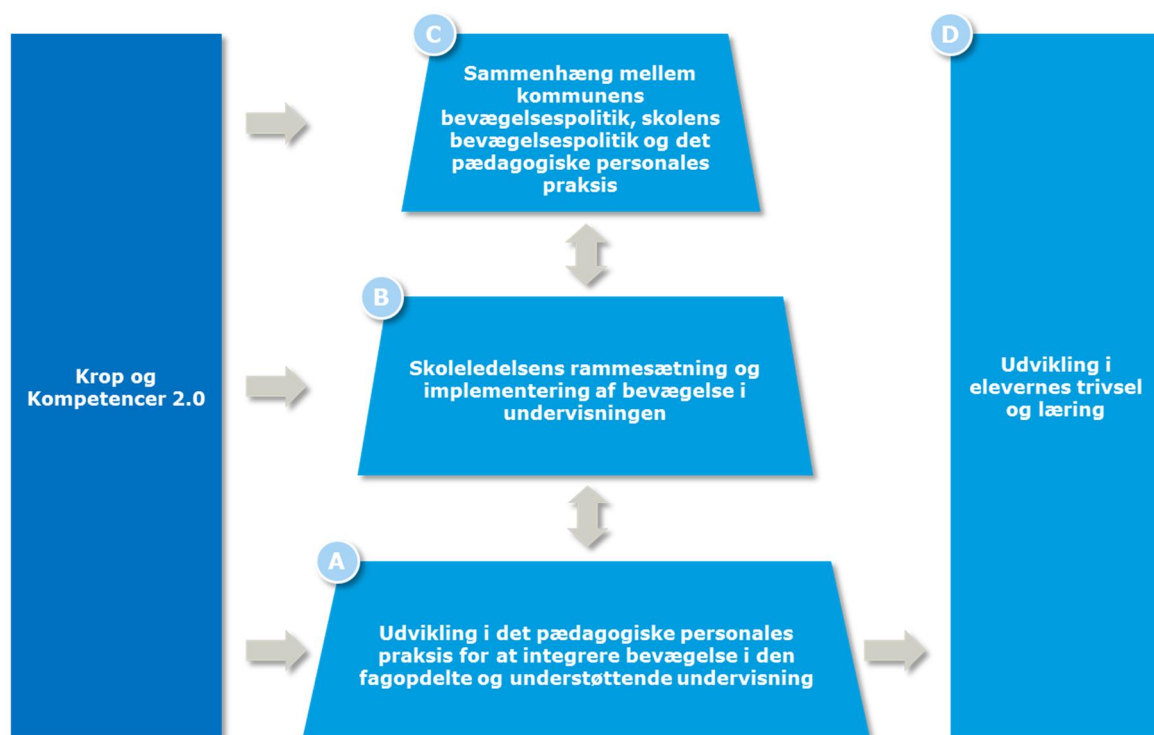 Krop og
Kompetencer 2.0
C
Sammenhæng mellem
kommunens
bevægelsespolitik, skolens
bevægelsespolitik og det
pædagogiske personales
praksis
B
Skoleledelsens rammesætning og
implementering af bevægelse i
undervisningen
A
Udvikling i det pædagogiske personales
praksis for at integrere bevægelse i den
fagopdelte og understøttende undervisning
D
Udvikling i
elevernes trivsel
og læring